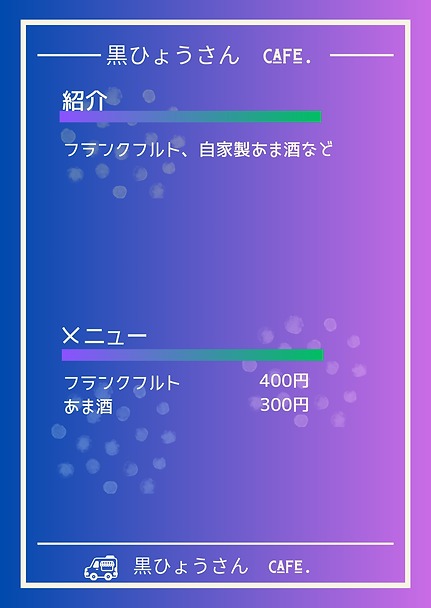 黒ひょうさん CAFE.
紹介
フランクフルト、自家製あま酒など
メニュー
フランクフルト 400円
あま酒 300円
黒ひょうさん CAFE.